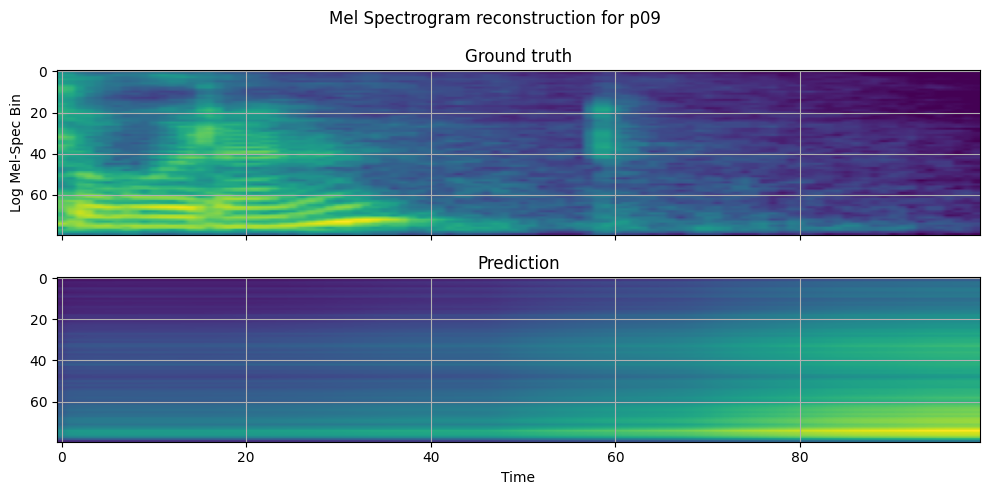 Mel Spectrogram reconstruction for p09
Ground truth
0
20
40
60
Log Mel-Spec Bin
Prediction
0
20
40
60
0 20 40 60 80
Time